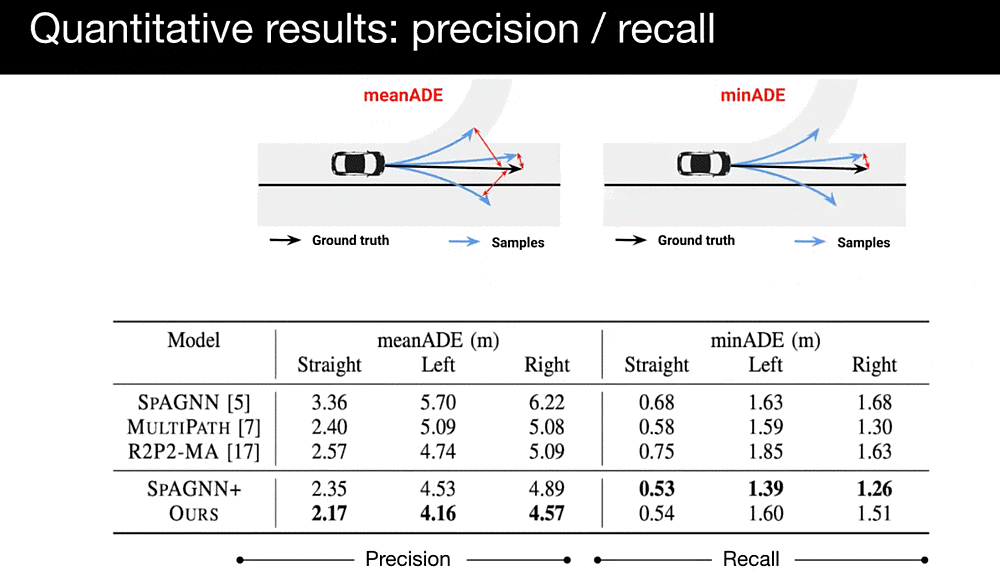 Quantitative results: precision / recall
meanADE
Ground truth
Samples
minADE
Ground truth
Samples
Model meanADE (m) minADE (m)
Straight Left Right Straight Left Right
SPAGNN [5] 3.36 5.70 6.22 0.68 1.63 1.68
MULTIPATH [7] 2.40 5.09 5.08 0.58 1.59 1.30
R2P2-MA [17] 2.57 4.74 5.09 0.75 1.85 1.63
SPAGNN+ 2.35 4.53 4.89 0.53 1.39 1.26
OURS 2.17 4.16 4.57 0.54 1.60 1.51
Precision Recall